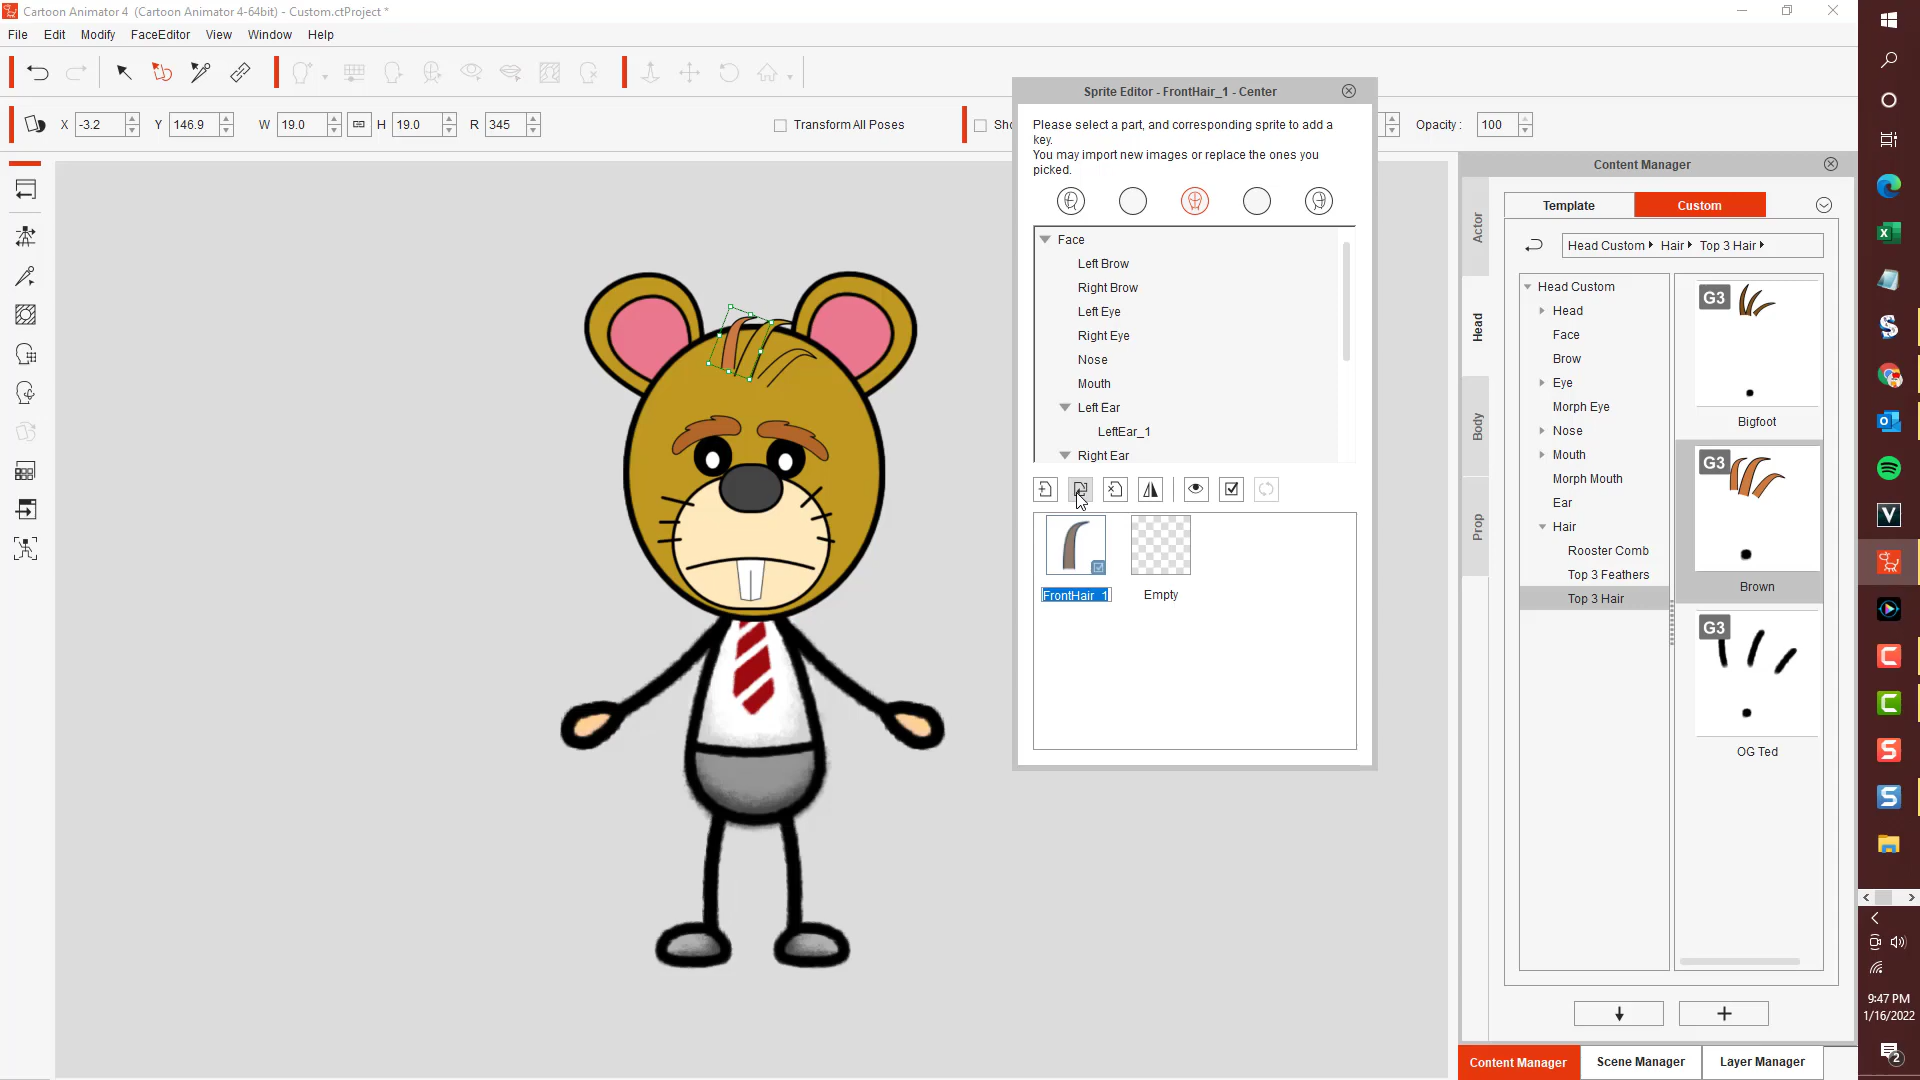 Cartoon Animator 4  (Cartoon Animator 4-64bit) - Custom.ctProject *
File Edit Modify FaceEditor View Window Help
X -3.2 Y 146.9 W 19.0 H 19.0 R 345 Transform All Poses Opacity : 100
Sprite Editor - FrontHair_1 - Center
Please select a part, and corresponding sprite to add a
key.
You may import new images or replace the ones you
picked.
Face
Left Brow
Right Brow
Left Eye
Right Eye
Nose
Mouth
Left Ear
LeftEar_1
Right Ear
FrontHair_1 Empty
Content Manager
Actor
Head
Body
Prop
Template Custom
Head Custom Hair Top 3 Hair
Head Custom
Head
Face
Brow
Eye
Morph Eye
Nose
Mouth
Morph Mouth
Ear
Hair
Rooster Comb
Top 3 Feathers
Top 3 Hair
G3
Bigfoot
G3
Brown
G3
OG Ted
Content Manager Scene Manager Layer Manager
9:47 PM
1/16/2022
2